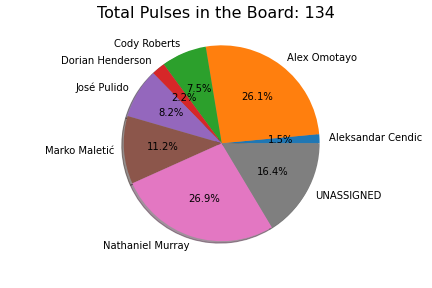 Total Pulses in the Board: 134
Cody Roberts
Alex Omotayo
Dorian Henderson
7.5%
José Pulido
2.2%
26.1%
8.2%
Aleksandar Cendic
1.5%
Marko Maletić
11.2%
16.4%
26.9%
UNASSIGNED
Nathaniel Murray